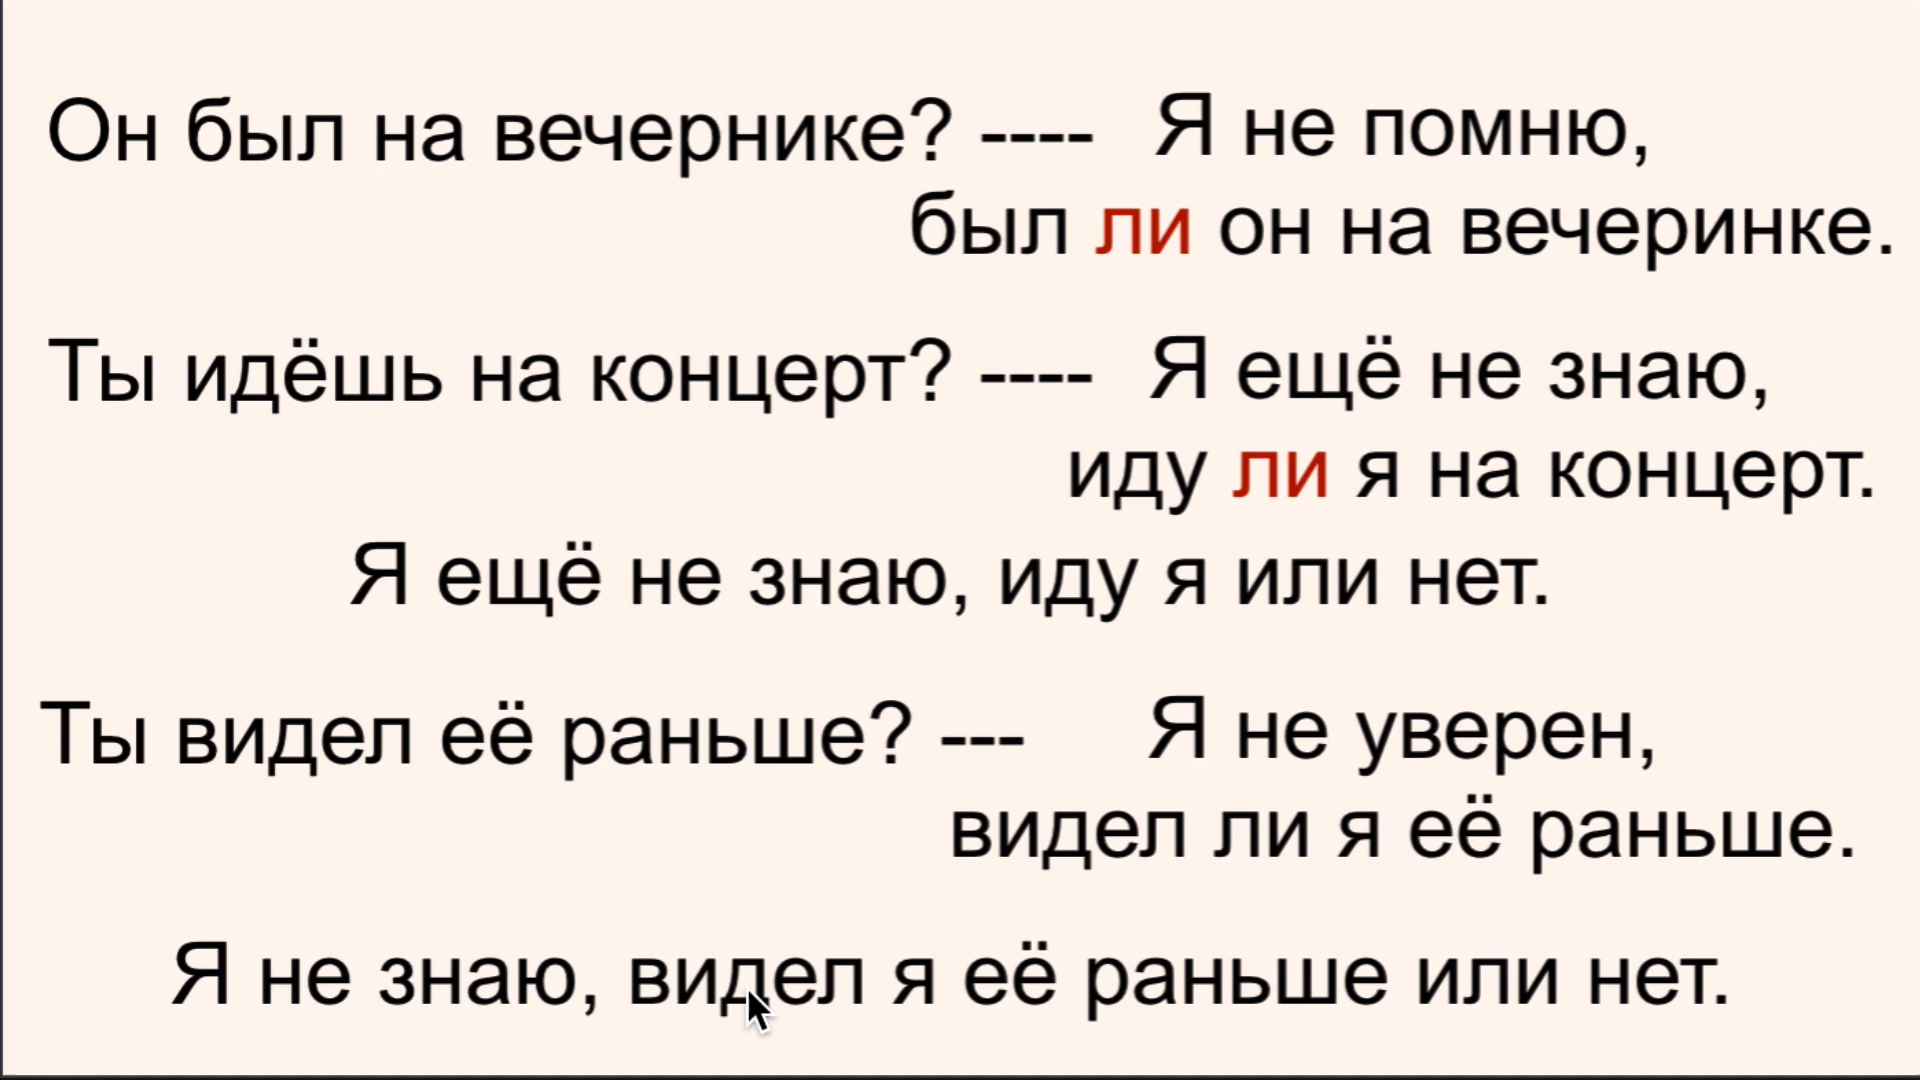 Он был на вечернике? ---- Я не помню,
был ли он на вечеринке.
Ты идёшь на концерт? ---- Я ещё не знаю,
иду ли я на концерт.
Я ещё не знаю, иду я или нет.
Ты видел её раньше? --- Я не уверен,
видел ли я её раньше.
Я не знаю, видел я её раньше или нет.